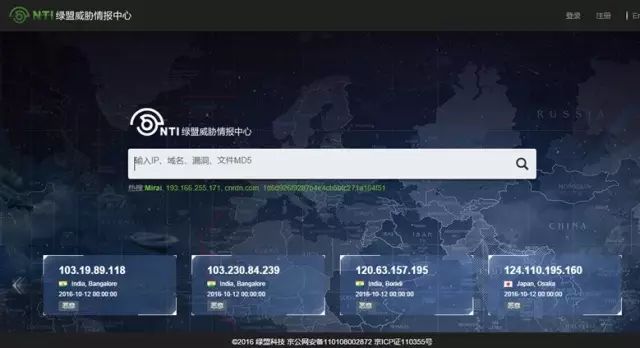 NTI 绿盟威胁情报中心 登录 注册 | En
RUSSIA
NTI 绿盟威胁情报中心
输入IP、域名、漏洞、文件MD5
热搜:Mirai, 193.166.255.171, cnrdn.com,
CHINA
103.19.89.118
India, Bangalore
2016-10-12 00:00:00
恶意
103.230.84.239
India, Bangalore
2016-10-12 00:00:00
恶意
120.63.157.195
India, Borivli
2016-10-12 00:00:00
恶意
124.110.195.160
Japan, Osaka
2016-10-12 00:00:00
恶意
©2016 绿盟科技 京公网安备110108002872 京ICP证110355号